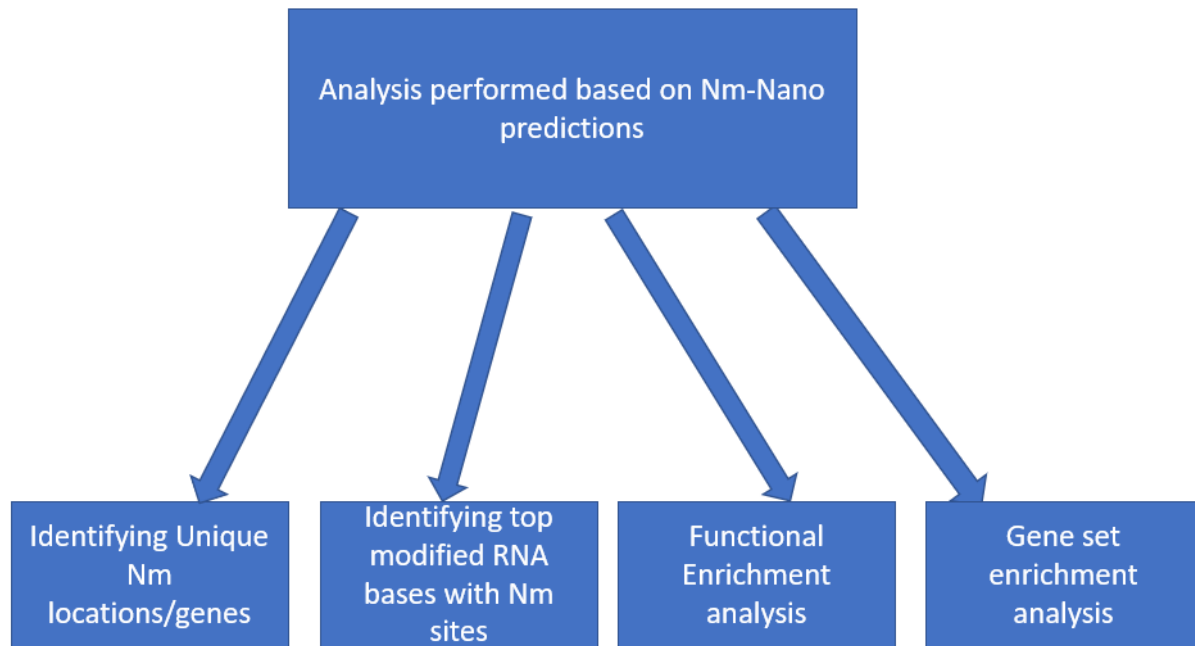 Analysis performed based on Nm-Nano
predictions
Identifying Unique
Nm
locations/genes
Identifying top
modified RNA
bases with Nm
sites
Functional
Enrichment
analysis
Gene set
enrichment
analysis